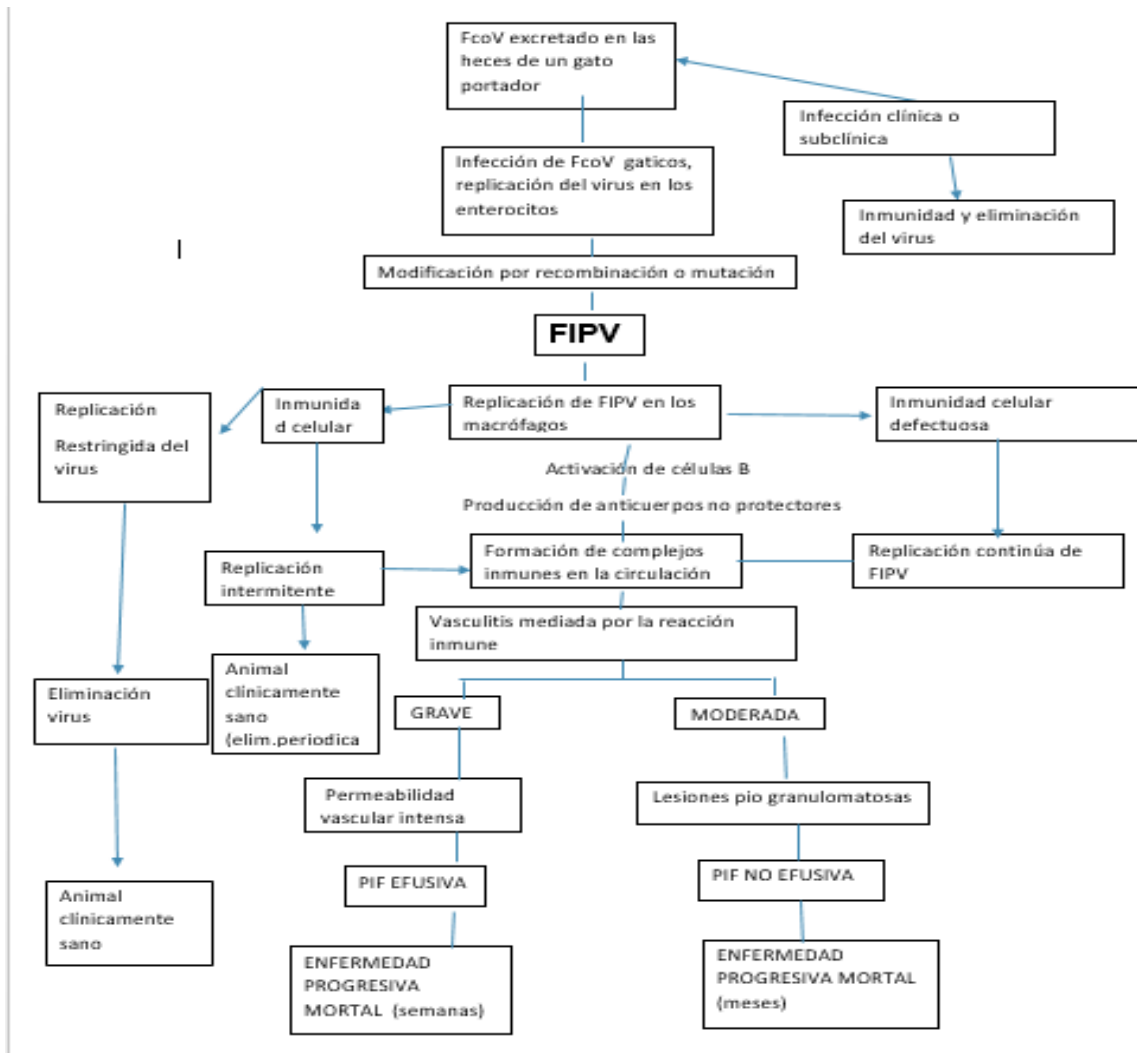 FcoV excretado en las
heces de un gato
portador
Infección clínica o
subclínica
Infección de FcoV gaticos,
replicación del virus en los
enterocitos
Inmunidad y eliminación
del virus
Modificación por recombinación o mutación
FIPV
Replicación
Restringida del
virus
Inmunida
d celular
Replicación de FIPV en los
macrófagos
Inmunidad celular
defectuosa
Activación de células B
Producción de anticuerpos no protectores
Replicación
intermitente
Formación de complejos
inmunes en la circulación
Replicación continúa de
FIPV
Vasculitis mediada por la reacción
inmune
Eliminación
virus
Animal
clínicamente
sano
(elim.periodica
GRAVE
MODERADA
Permeabilidad
vascular intensa
Lesiones pio granulomatosas
PIF EFUSIVA
PIF NO EFUSIVA
Animal
clínicamente
sano
ENFERMEDAD
PROGRESIVA
MORTAL (semanas)
ENFERMEDAD
PROGRESIVA MORTAL
(meses)